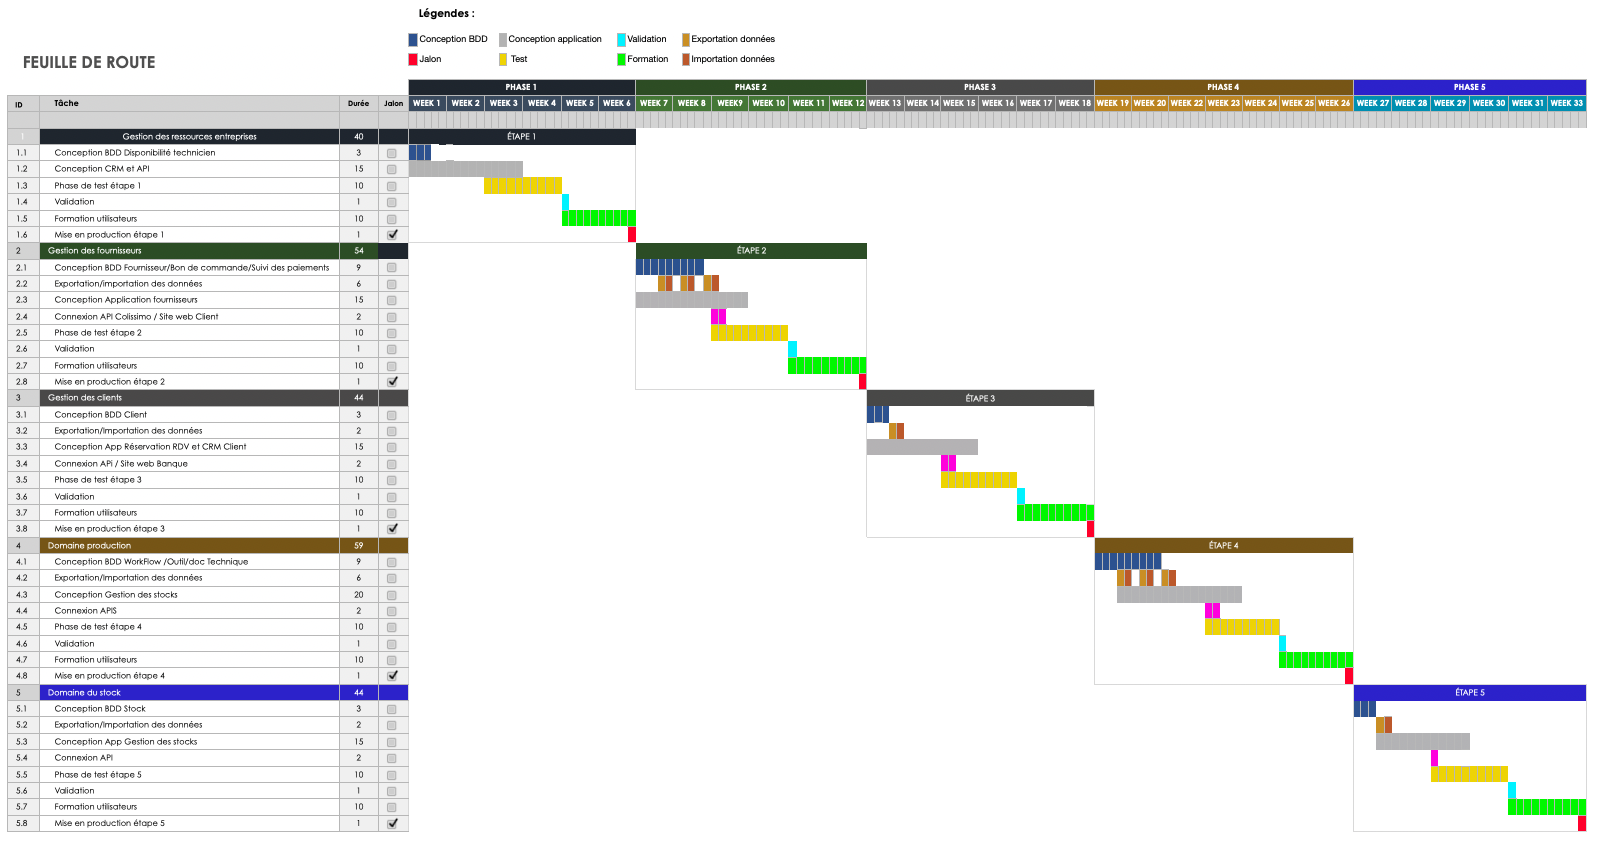 Légendes :
Conception BDD Conception application Validation Exportation données
Jalon Test Formation Importation données
FEUILLE DE ROUTE
PHASE 1 PHASE 2 PHASE 3 PHASE 4 PHASE 5
ID Tâche Durée Jalon WEEK 1 WEEK 2 WEEK 3 WEEK 4 WEEK 5 WEEK 6 WEEK 7 WEEK 8 WEEK9 WEEK 10 WEEK 11 WEEK 12 WEEK 13 WEEK 14 WEEK 15 WEEK 16 WEEK 17 WEEK 18 WEEK 19 WEEK 20 WEEK 22 WEEK 23 WEEK 24 WEEK 25 WEEK 26 WEEK 27 WEEK 28 WEEK 29 WEEK 30 WEEK 31 WEEK 33
1 Gestion des ressources entreprises 40 ÉTAPE 1
1.1 Conception BDD Disponibilité technicien 3
1.2 Conception CRM et API 15
1.3 Phase de test étape 1 10
1.4 Validation 1
1.5 Formation utilisateurs 10
1.6 Mise en production étape 1 1
2 Gestion des fournisseurs 54 ÉTAPE 2
2.1 Conception BDD Fournisseur/Bon de commande/Suivi des paiements 9
2.2 Exportation/importation des données 6
2.3 Conception Application fournisseurs 15
2.4 Connexion API Colissimo / Site web Client 2
2.5 Phase de test étape 2 10
2.6 Validation 1
2.7 Formation utilisateurs 10
2.8 Mise en production étape 2 1
3 Gestion des clients 44 ÉTAPE 3
3.1 Conception BDD Client 3
3.2 Exportation/Importation des données 2
3.3 Conception App Réservation RDV et CRM Client 15
3.4 Connexion API / Site web Banque 2
3.5 Phase de test étape 3 10
3.6 Validation 1
3.7 Formation utilisateurs 10
3.8 Mise en production étape 3 1
4 Domaine production 59 ÉTAPE 4
4.1 Conception BDD WorkFlow /Outil/doc Technique 9
4.2 Exportation/Importation des données 6
4.3 Conception Gestion des stocks 20
4.4 Connexion APIS 2
4.5 Phase de test étape 4 10
4.6 Validation 1
4.7 Formation utilisateurs 10
4.8 Mise en production étape 4 1
5 Domaine du stock 44 ÉTAPE 5
5.1 Conception BDD Stock 3
5.2 Exportation/Importation des données 2
5.3 Conception App Gestion des stocks 15
5.4 Connexion API 2
5.5 Phase de test étape 5 10
5.6 Validation 1
5.7 Formation utilisateurs 10
5.8 Mise en production étape 5 1